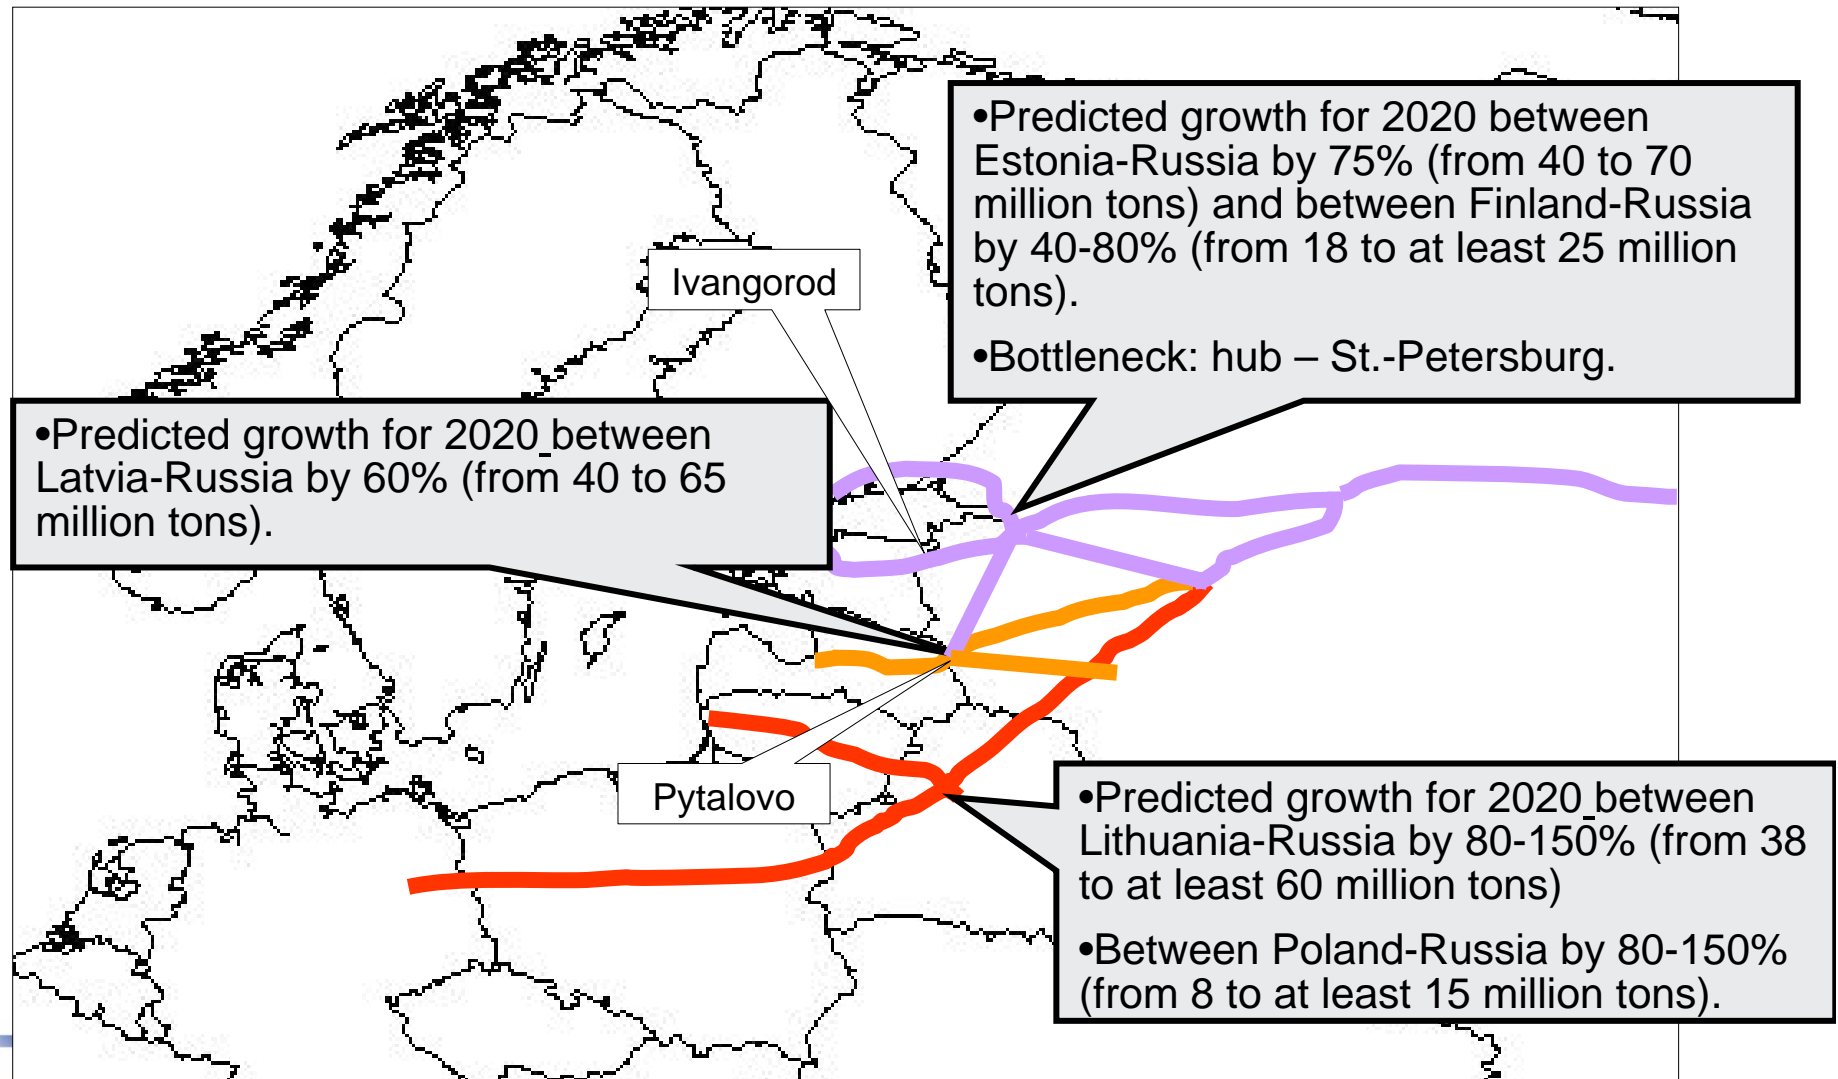 •Predicted growth for 2020 between
Estonia-Russia by 75% (from 40 to 70
million tons) and between Finland-Russia
by 40-80% (from 18 to at least 25 million
tons).
•Bottleneck: hub – St.-Petersburg.
Ivangorod
•Predicted growth for 2020 between
Latvia-Russia by 60% (from 40 to 65
million tons).
Pytalovo
•Predicted growth for 2020 between
Lithuania-Russia by 80-150% (from 38
to at least 60 million tons)
•Between Poland-Russia by 80-150%
(from 8 to at least 15 million tons).